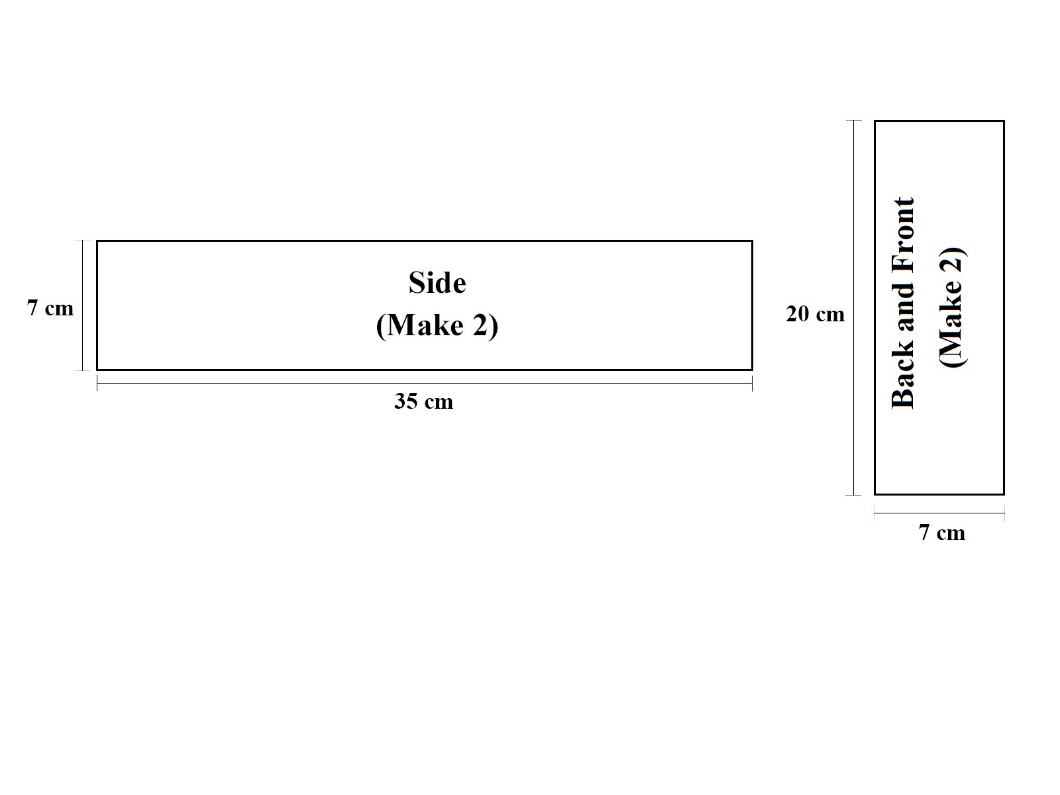 Side
(Make 2)
7 cm
35 cm
Back and Front
(Make 2)
20 cm
7 cm